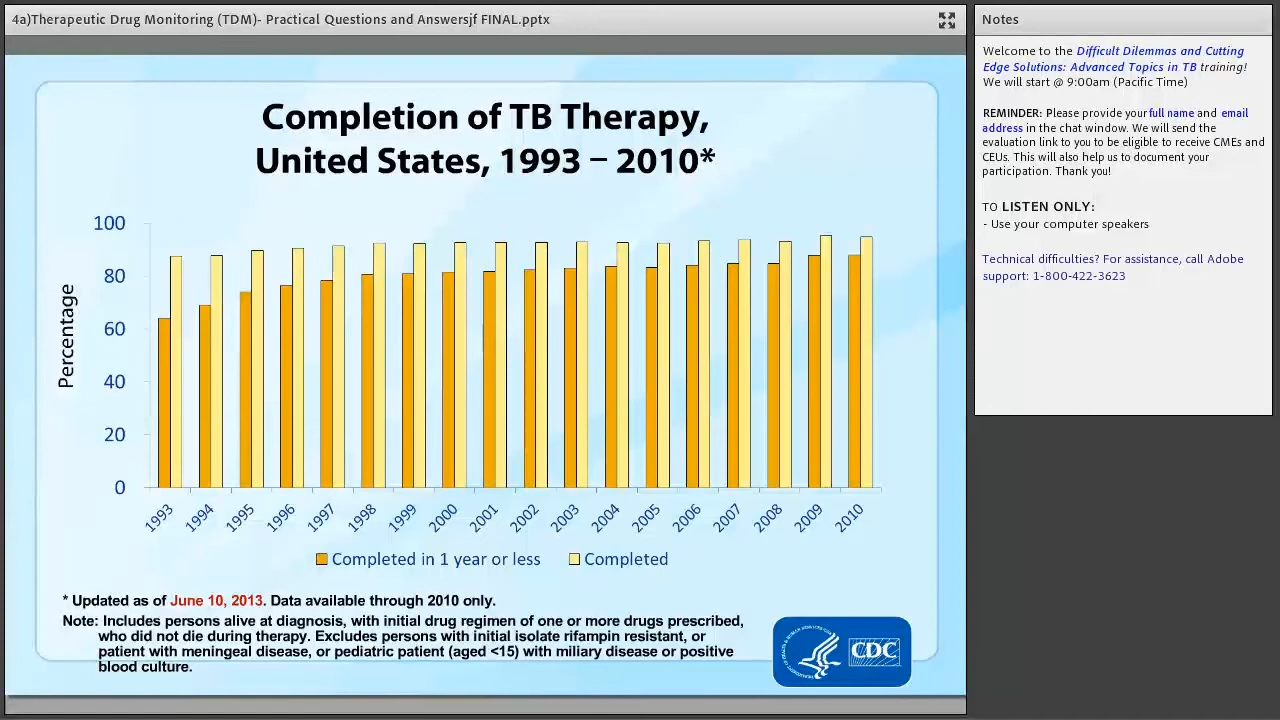 4a)Therapeutic Drug Monitoring (TDM)- Practical Questions and Answersjf FINAL.pptx
Completion of TB Therapy,
United States, 1993 – 2010*
Percentage
100
80
60
40
20
0
1993
1994
1995
1996
1997
1998
1999
2000
2001
2002
2003
2004
2005
2006
2007
2008
2009
2010
Completed in 1 year or less
Completed
* Updated as of June 10, 2013. Data available through 2010 only.
Note: Includes persons alive at diagnosis, with initial drug regimen of one or more drugs prescribed,
who did not die during therapy. Excludes persons with initial isolate rifampin resistant, or
patient with meningeal disease, or pediatric patient (aged <15) with miliary disease or positive
blood culture.
CDC
Notes
Welcome to the Difficult Dilemmas and Cutting
Edge Solutions: Advanced Topics in TB training!
We will start @ 9:00am (Pacific Time)
REMINDER: Please provide your full name and email
address in the chat window. We will send the
evaluation link to you to be eligible to receive CMEs and
CEUs. This will also help us to document your
participation. Thank you!
TO LISTEN ONLY:
- Use your computer speakers
Technical difficulties? For assistance, call Adobe
support: 1-800-422-3623